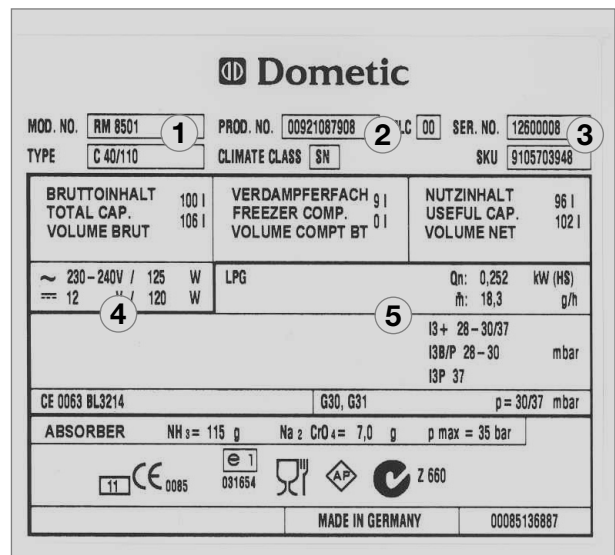 Dometic
MOD. NO. RM 8501 1 PROD. NO. 00921087908 2 LC 00 SER. NO. 12600008 3
TYPE C 40/110 CLIMATE CLASS SN SKU 9105703948
BRUTTOINHALT 100 l
TOTAL CAP. 106 l
VOLUME BRUT
VERDAMPFERFACH 9 l
FREEZER COMP. 0 l
VOLUME COMPT BT
NUTZINHALT 96 l
USEFUL CAP. 102 l
VOLUME NET
~ 230-240V / 125 W
12 V / 120 W
4
LPG Qn: 0,252 kW (HS)
ṁ: 18,3 g/h
5
I3+ 28-30/37
I3B/P 28-30 mbar
I3P 37
CE 0063 BL3214 G30, G31 p = 30/37 mbar
ABSORBER NH3 = 115 g Na2 CrO4 = 7,0 g p max = 35 bar
11 CE 0085 e1 031654 AP Z 660
MADE IN GERMANY 00085136887